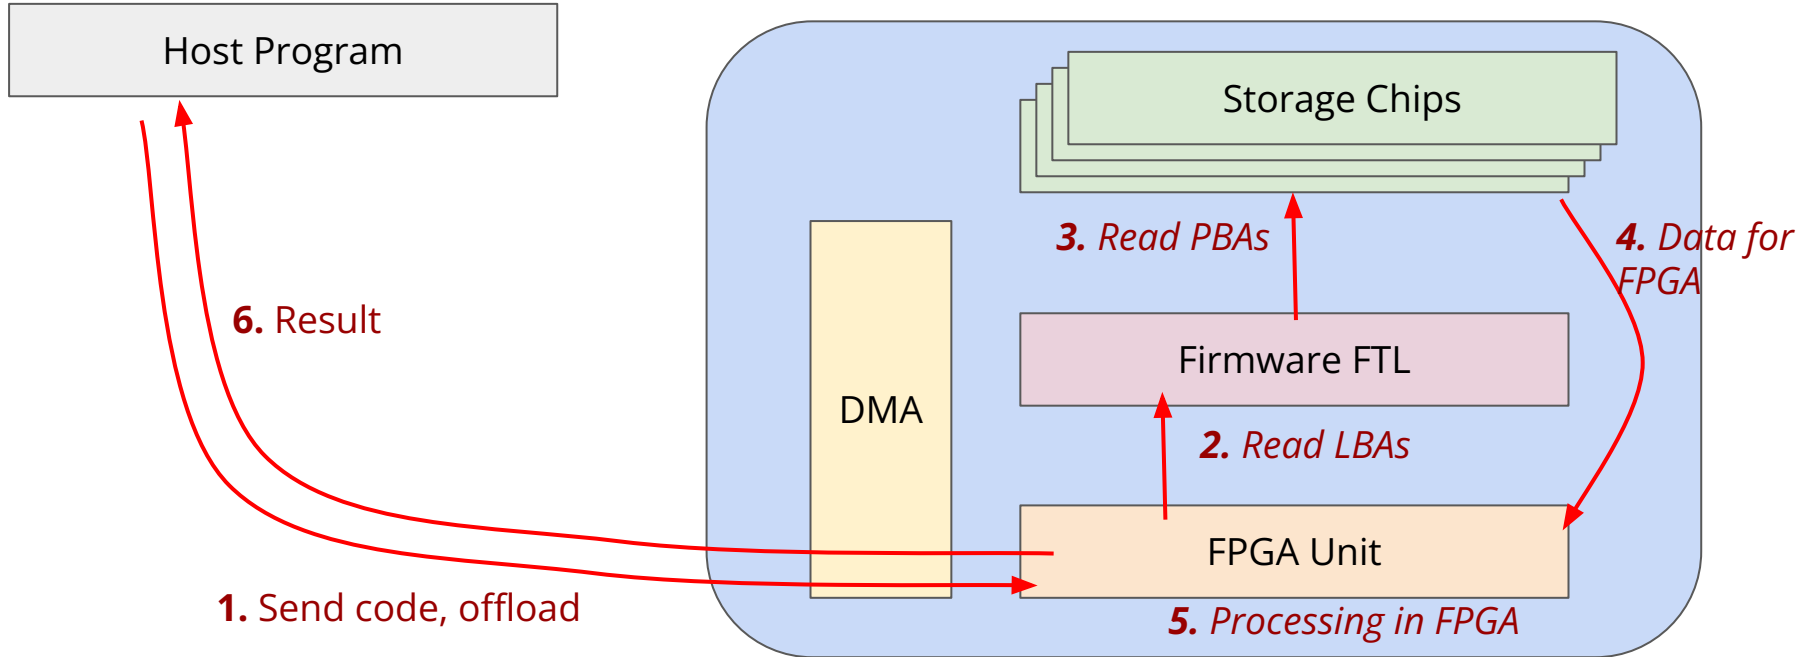 Host Program
Storage Chips
3. Read PBAs
4. Data for
FPGA
6. Result
Firmware FTL
DMA
2. Read LBAs
FPGA Unit
1. Send code, offload
5. Processing in FPGA